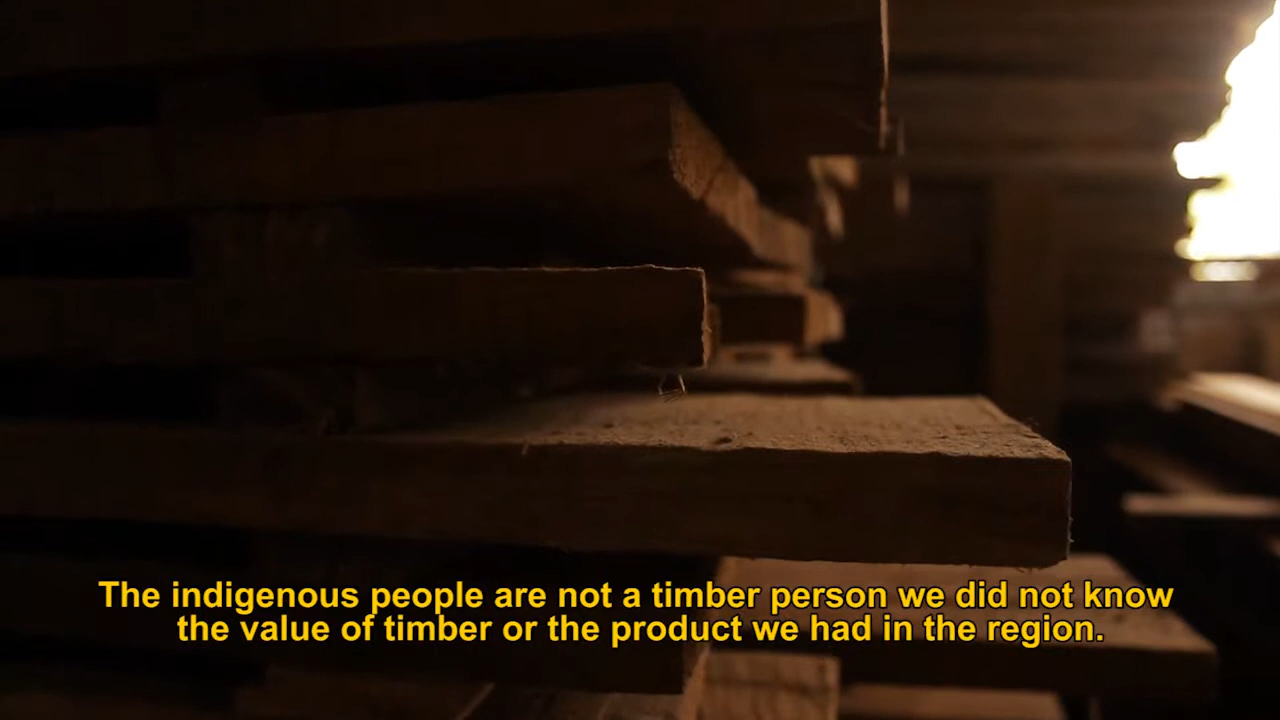 The indigenous people are not a timber person we did not know
the value of timber or the product we had in the region.